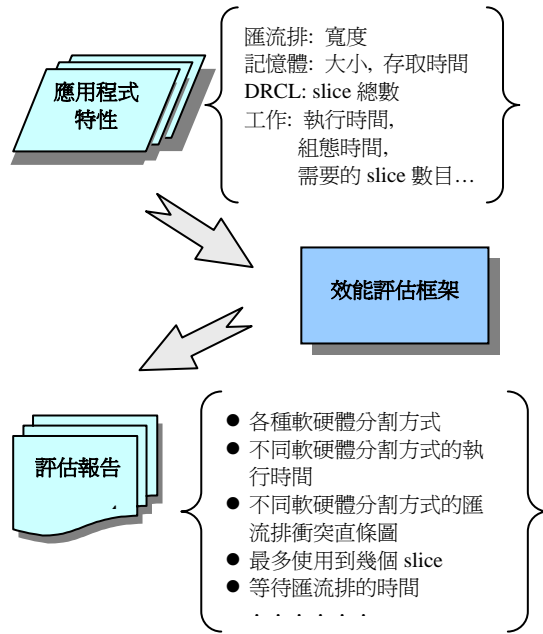 應用程式
特性
匯流排: 寬度
記憶體: 大小, 存取時間
DRCL: slice 總數
工作: 執行時間,
組態時間,
需要的 slice 數目…
效能評估框架
評估報告
● 各種軟硬體分割方式
● 不同軟硬體分割方式的執
行時間
● 不同軟硬體分割方式的匯
流排衝突直條圖
● 最多使用到幾個 slice
● 等待匯流排的時間
. . . . . .